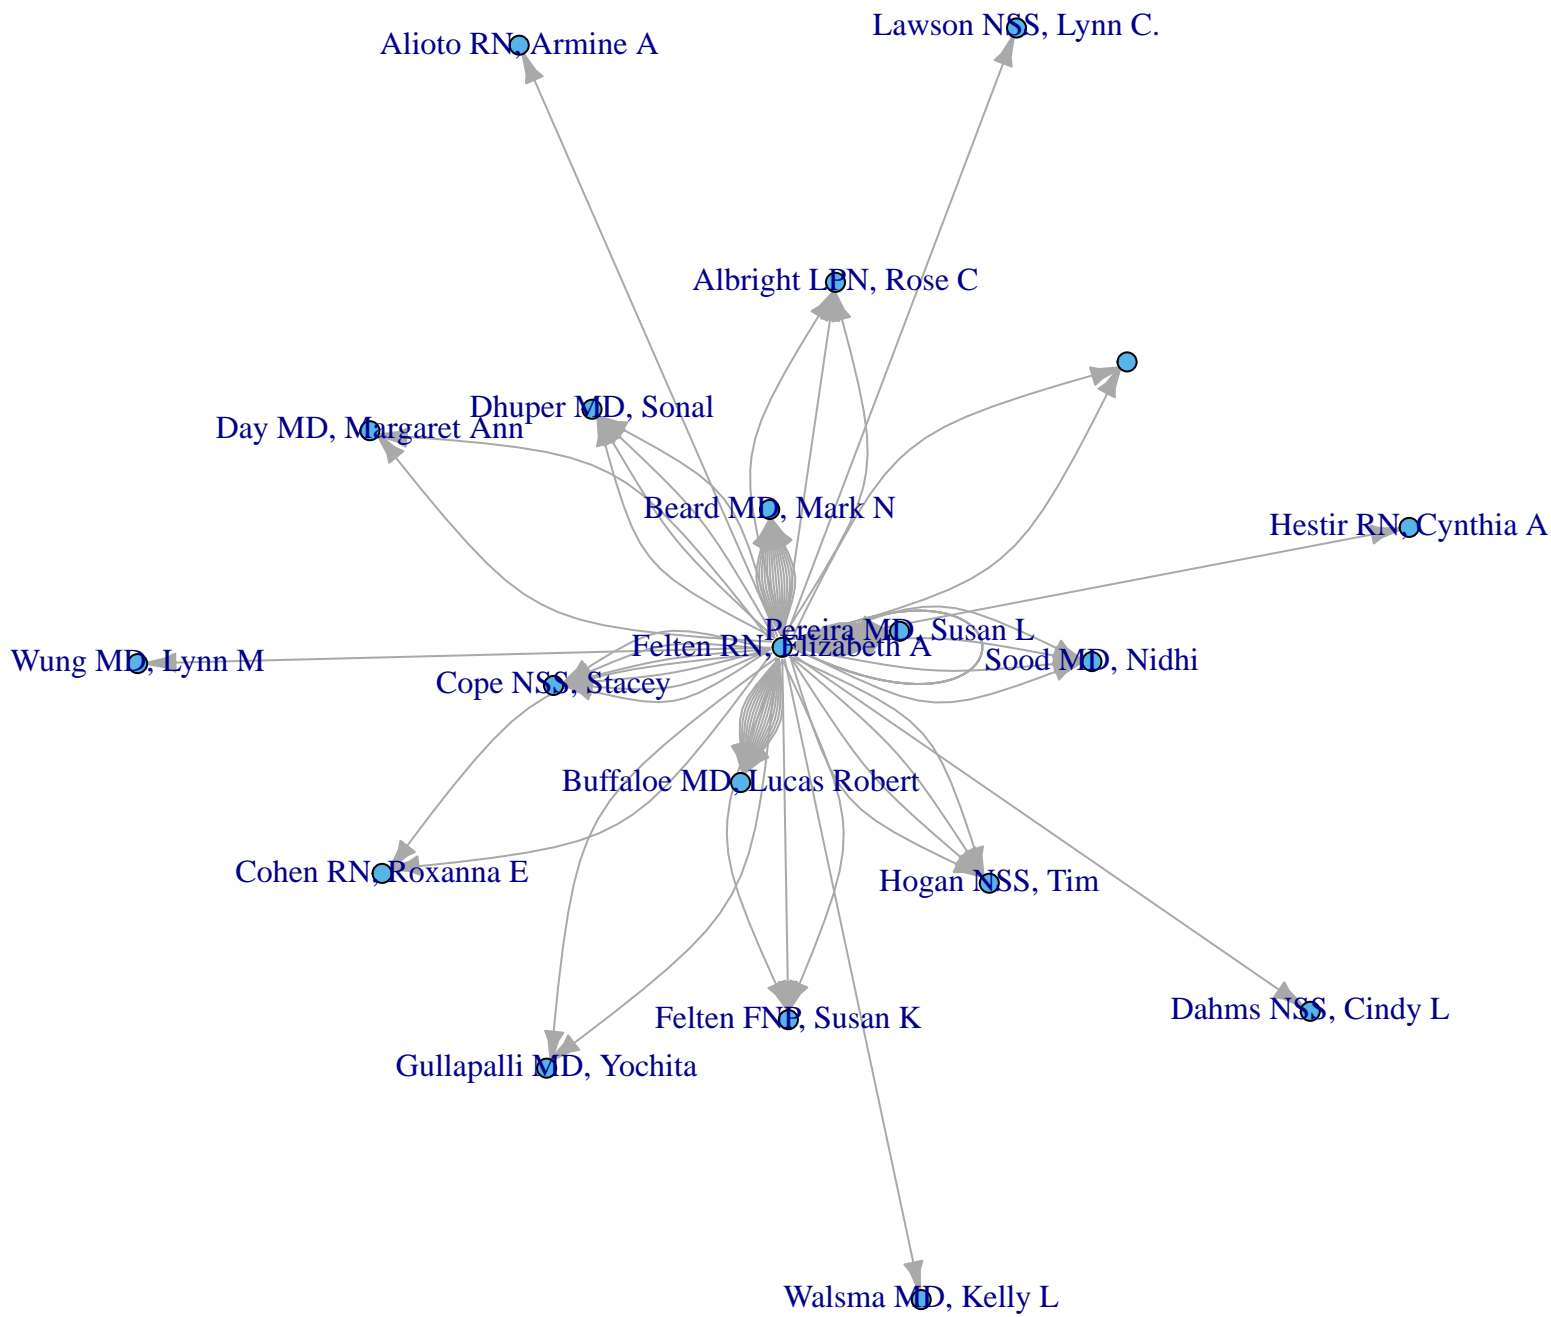 Lawson NSS, Lynn C.
Alioto RN, Armine A
Albright LPN, Rose C
Dhuper MD, Sonal
Day MD, Margaret Ann
Beard MD, Mark N
Hestir RN, Cynthia A
Pereira MD, Susan L
Felten RN, Elizabeth A
Wung MD, Lynn M
Sood MD, Nidhi
Cope NSS, Stacey
Buffaloe MD, Lucas Robert
Cohen RN, Roxanna E
Hogan NSS, Tim
Dahms NSS, Cindy L
Felten FNP, Susan K
Gullapalli MD, Yochita
Walsma MD, Kelly L